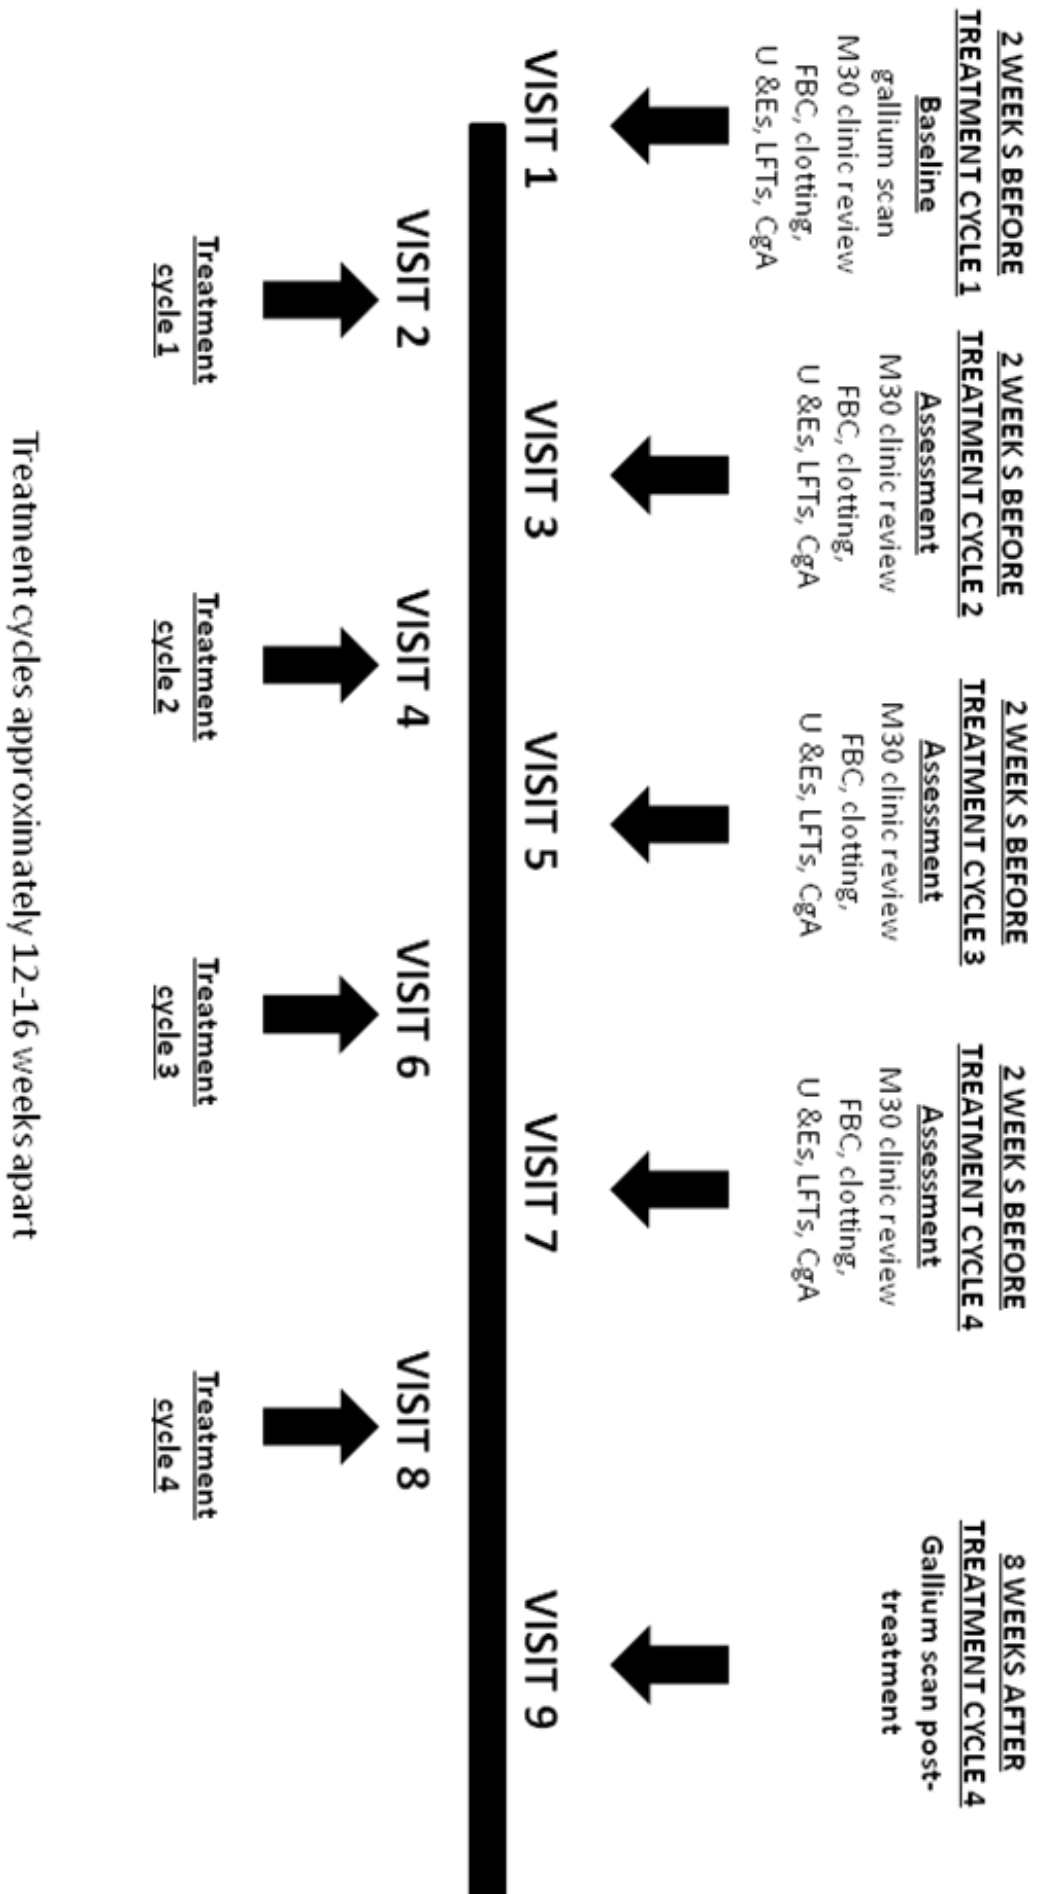 2 WEEKS BEFORE
TREATMENT CYCLE 1
Baseline
gallium scan
M30 clinic review
FBC, clotting,
U &Es, LFTs, CgA
2 WEEKS BEFORE
TREATMENT CYCLE 2
Assessment
M30 clinic review
FBC, clotting,
U &Es, LFTs, CgA
2 WEEKS BEFORE
TREATMENT CYCLE 3
Assessment
M30 clinic review
FBC, clotting,
U &Es, LFTs, CgA
2 WEEKS BEFORE
TREATMENT CYCLE 4
Assessment
M30 clinic review
FBC, clotting,
U &Es, LFTs, CgA
8 WEEKS AFTER
TREATMENT CYCLE 4
Gallium scan post-
treatment
VISIT 1
VISIT 3
VISIT 5
VISIT 7
VISIT 9
VISIT 2
VISIT 4
VISIT 6
VISIT 8
Treatment
cycle 1
Treatment
cycle 2
Treatment
cycle 3
Treatment
cycle 4
Treatment cycles approximately 12-16 weeks apart